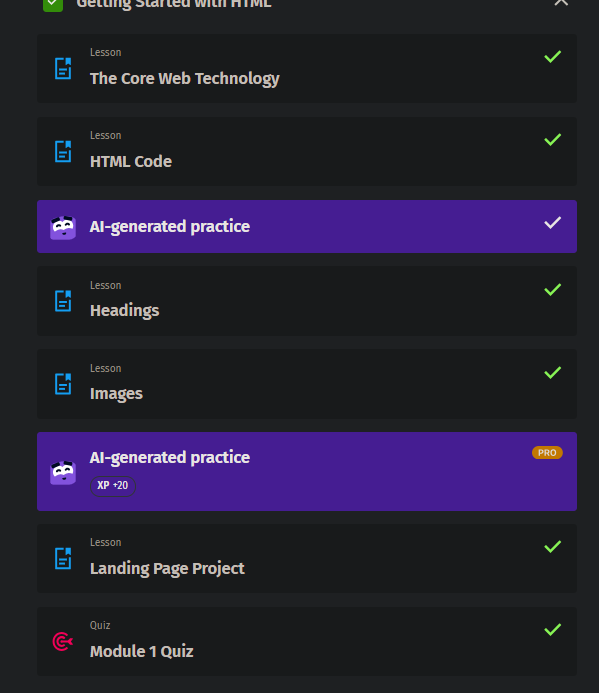 Getting Started with HTML
Lesson
The Core Web Technology
Lesson
HTML Code
AI-generated practice
Lesson
Headings
Lesson
Images
AI-generated practice
PRO
XP +20
Lesson
Landing Page Project
Quiz
Module 1 Quiz